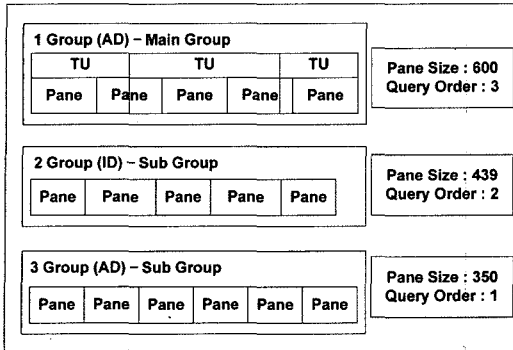 1 Group (AD) – Main Group
TU TU TU
Pane Pane Pane Pane Pane
Pane Size : 600
Query Order : 3
2 Group (ID) – Sub Group
Pane Pane Pane Pane Pane
Pane Size : 439
Query Order : 2
3 Group (AD) – Sub Group
Pane Pane Pane Pane Pane Pane
Pane Size : 350
Query Order : 1